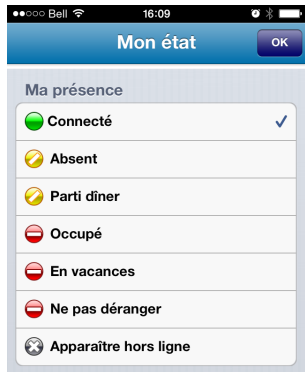 Bell 16:09
Mon état OK
Ma présence
Connecté
Absent
Parti dîner
Occupé
En vacances
Ne pas déranger
Apparaître hors ligne